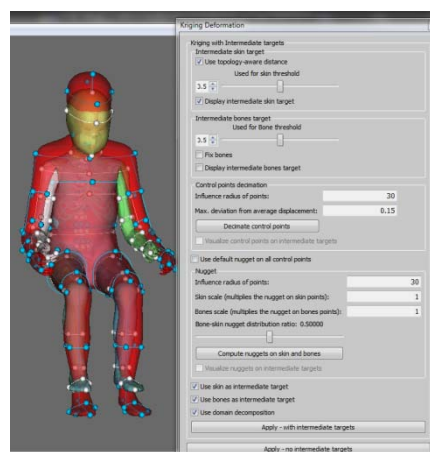 Kriging Deformation
Kriging with Intermediate targets
Intermediate skin target
Use topology-aware distance
Used for skin threshold
3.5
Display intermediate skin target
Intermediate bones target
Used for Bone threshold
3.5
Fix bones
Display intermediate bones target
Control points decimation
Influence radius of points: 30
Max. deviation from average displacement: 0.15
Decimate control points
Visualize control points on intermediate targets
Use default nugget on all control points
Nugget
Influence radius of points: 30
Skin scale (multiplies the nugget on skin points): 1
Bones scale (multiplies the nugget on bones points): 1
Bone-skin nugget distribution ratio: 0.50000
Compute nuggets on skin and bones
Visualize nuggets on intermediate targets
Use skin as intermediate target
Use bones as intermediate target
Use domain decomposition
Apply - with intermediate targets
Apply - no intermediate targets